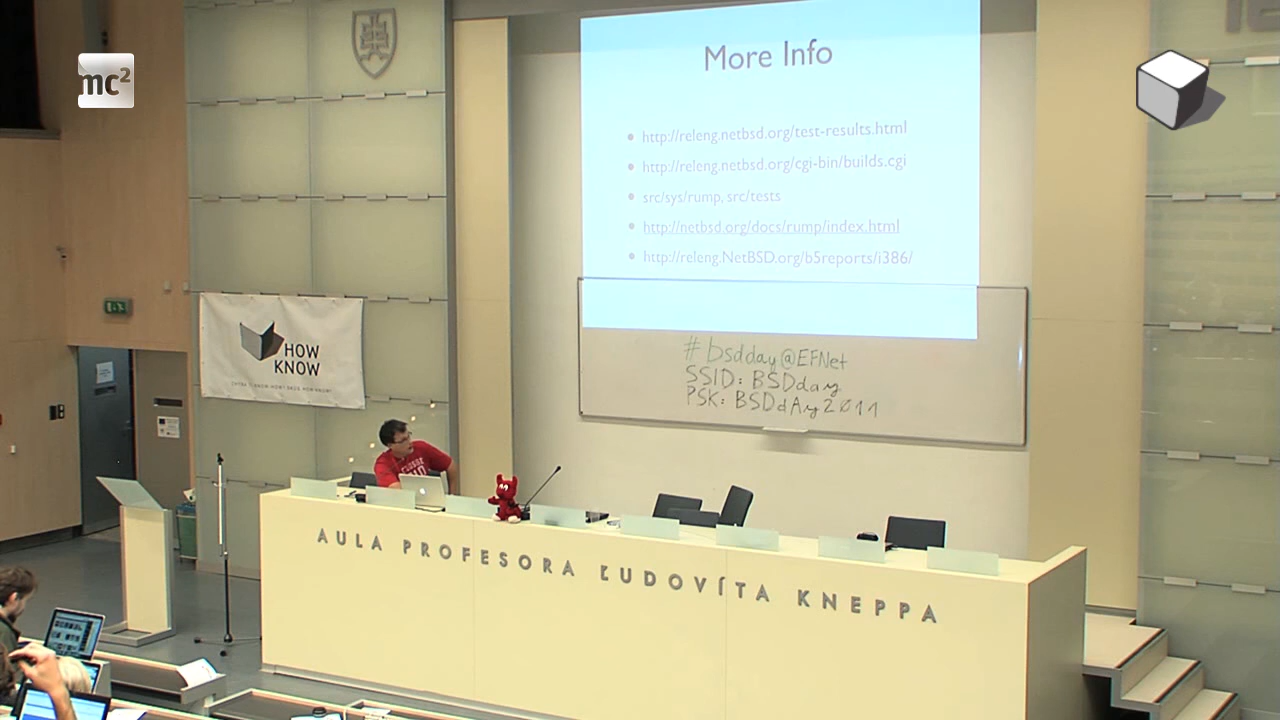 mc²
More Info
http://releng.netbsd.org/test-results.html
http://releng.netbsd.org/cgi-bin/builds.cgi
src/sys/rump, src/tests
http://netbsd.org/docs/rump/index.html
http://releng.NetBSD.org/b5reports/i386/
#bsdday@EFNet
SSID: BSDday
PSK: BSDdAy2011
HOW
KNOW
AULA PROFESORA ĽUDOVÍTA KNEPPA